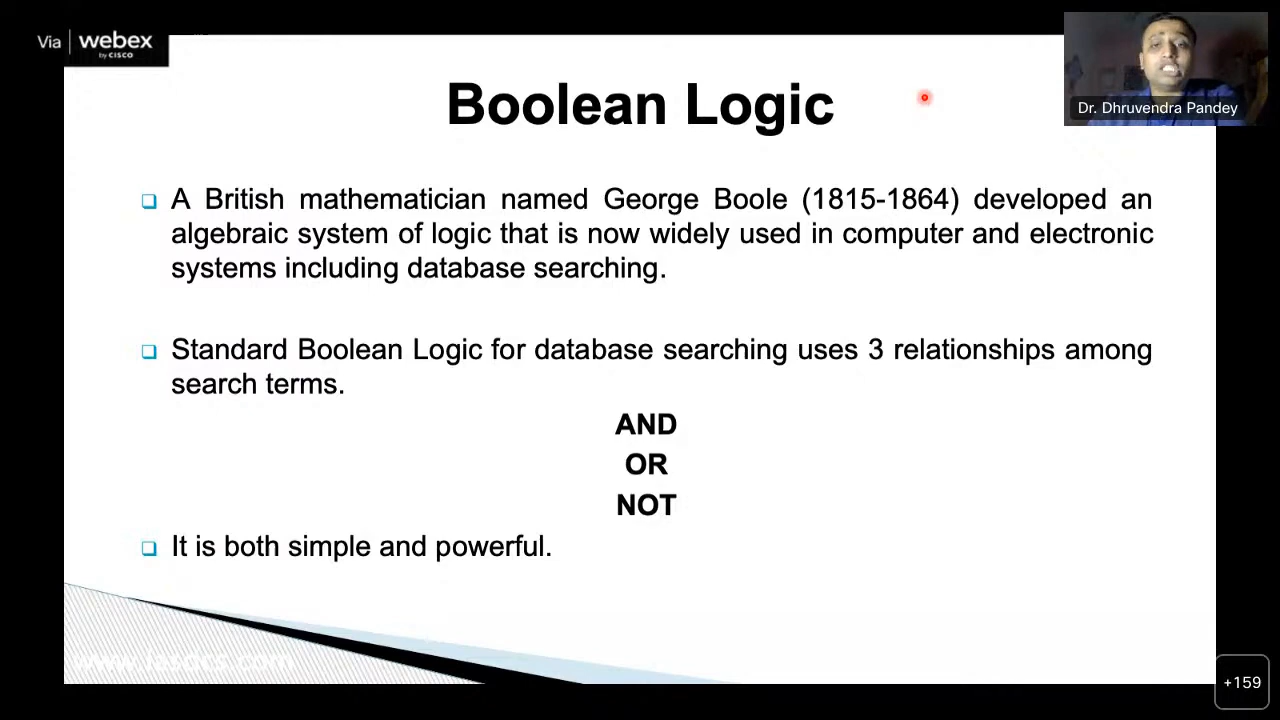 Via webex
by CISCO
Dr. Dhruvendra Pandey
Boolean Logic
A British mathematician named George Boole (1815-1864) developed an
algebraic system of logic that is now widely used in computer and electronic
systems including database searching.
Standard Boolean Logic for database searching uses 3 relationships among
search terms.
AND
OR
NOT
It is both simple and powerful.
+159